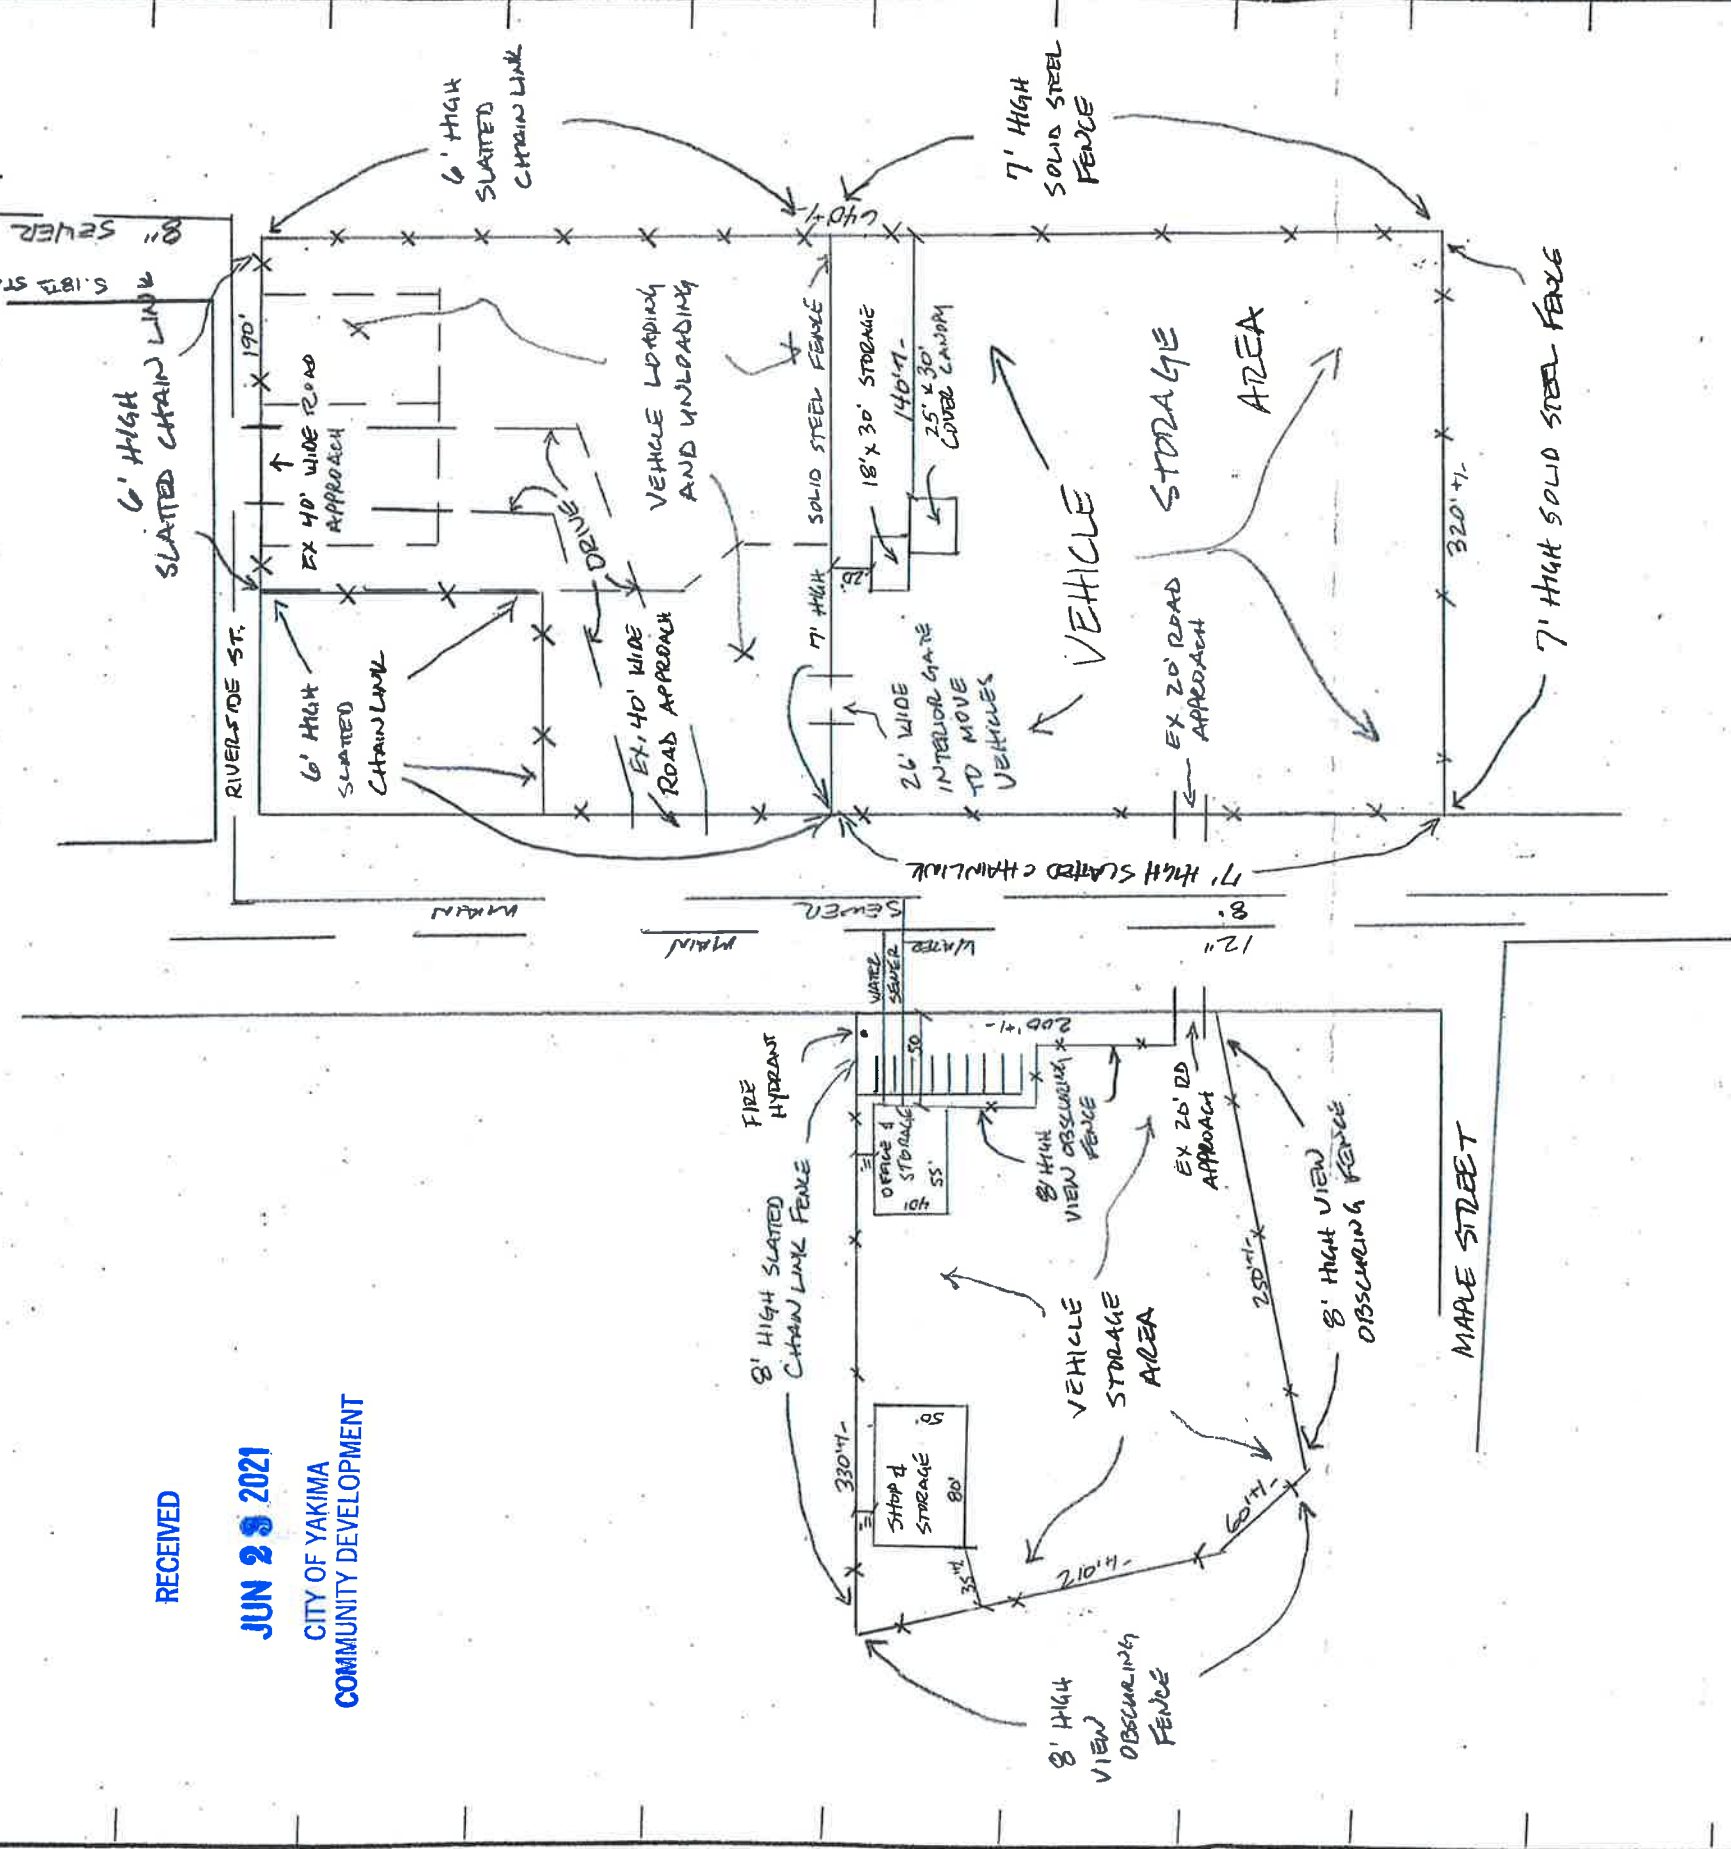 8" SEWER
S. 18TH ST.
6' HIGH
SLATTED CHAIN LINK
6' HIGH
SLATTED
CHAIN LINK
7' HIGH
SOLID STEEL
FENCE
RIVERSIDE ST.
190'
EX 40' WIDE ROAD
APPROACH
DRIVE
VEHICLE LOADING
AND UNLOADING
640'+/-
7' HIGH SOLID STEEL FENCE
18' x 30' STORAGE
140'+/-
25' x 30'
COVER CANOPY
VEHICLE
STORAGE
AREA
320'+/-
7' HIGH SOLID STEEL FENCE
6' HIGH
SLATTED
CHAINLINK
EX. 40' WIDE
ROAD APPROACH
26' WIDE
INTERIOR GATE
TO MOVE
VEHICLES
EX 20' ROAD
APPROACH
7' HIGH SLATTED CHAINLINK
8" SEWER MAIN
12" WATER MAIN
WATER
SEWER
FIRE
HYDRANT
50
200'+/-
OFFICE &
STORAGE
55'
40'
8' HIGH
VIEW OBSCURING
FENCE
EX 20' RD
APPROACH
8' HIGH SLATTED
CHAIN LINK FENCE
VEHICLE
STORAGE
AREA
250'+/-
8' HIGH VIEW
OBSCURING FENCE
MAPLE STREET
330'+/-
SHOP &
STORAGE
50'
80'
35'+/-
210'+/-
60'+/-
8' HIGH
VIEW
OBSCURING
FENCE
RECEIVED
JUN 23 2021
CITY OF YAKIMA
COMMUNITY DEVELOPMENT